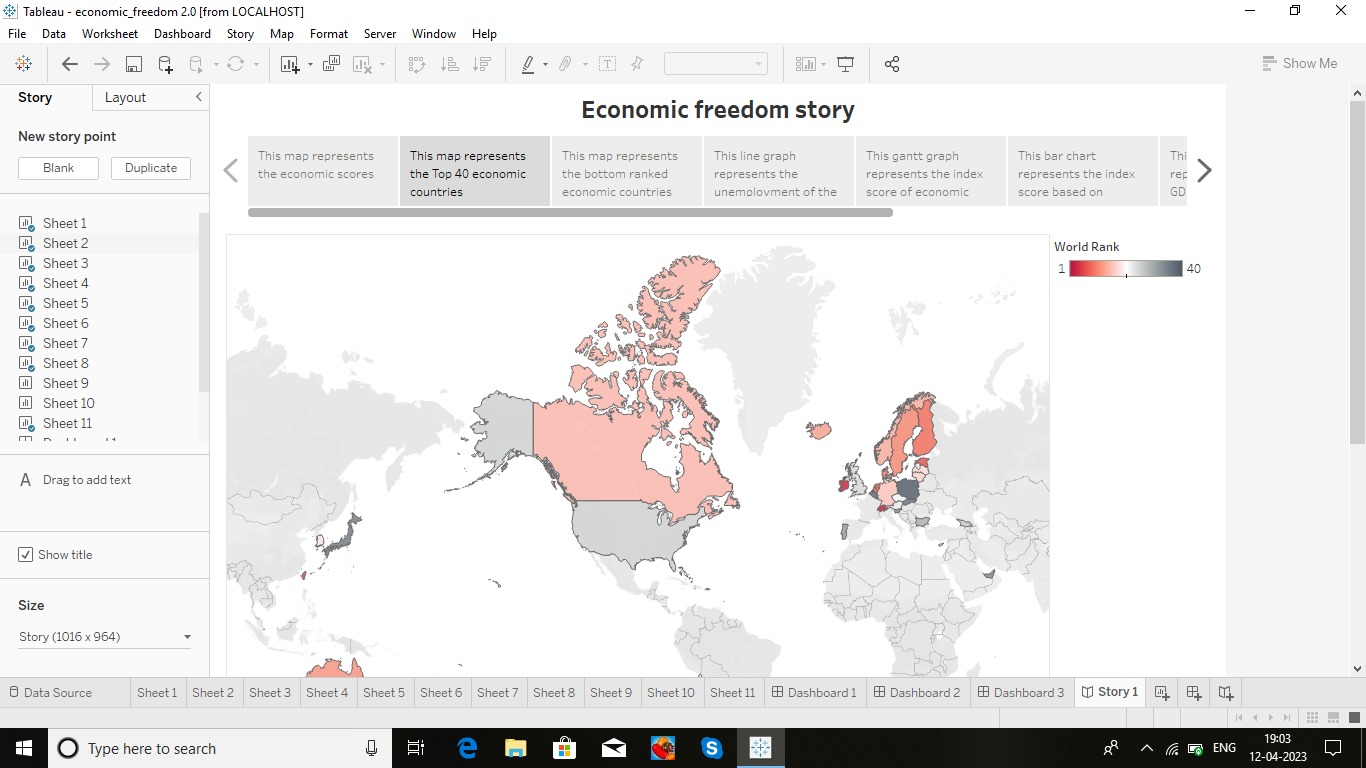 Tableau - economic_freedom 2.0 [from LOCALHOST]
File Data Worksheet Dashboard Story Map Format Server Window Help
Show Me
Story Layout
New story point
Blank Duplicate
Sheet 1
Sheet 2
Sheet 3
Sheet 4
Sheet 5
Sheet 6
Sheet 7
Sheet 8
Sheet 9
Sheet 10
Sheet 11
A Drag to add text
Show title
Size
Story (1016 x 964)
Economic freedom story
This map represents
the economic scores
This map represents
the Top 40 economic
countries
This map represents
the bottom ranked
economic countries
This line graph
represents the
unemployment of the
This gantt graph
represents the index
score of economic
This bar chart
represents the index
score based on
Thi
rep
GD
World Rank
1 40
Data Source Sheet 1 Sheet 2 Sheet 3 Sheet 4 Sheet 5 Sheet 6 Sheet 7 Sheet 8 Sheet 9 Sheet 10 Sheet 11 Dashboard 1 Dashboard 2 Dashboard 3 Story 1
Type here to search
ENG
19:03
12-04-2023